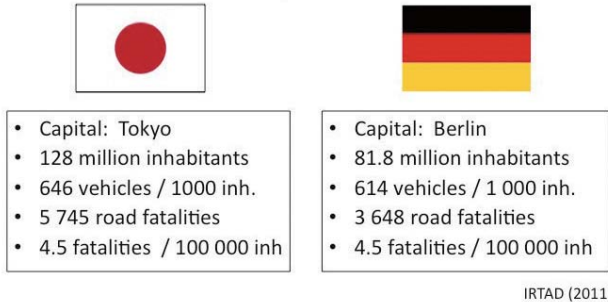 • Capital: Tokyo
• 128 million inhabitants
• 646 vehicles / 1000 inh.
• 5 745 road fatalities
• 4.5 fatalities / 100 000 inh
• Capital: Berlin
• 81.8 million inhabitants
• 614 vehicles / 1 000 inh.
• 3 648 road fatalities
• 4.5 fatalities / 100 000 inh
IRTAD (2011